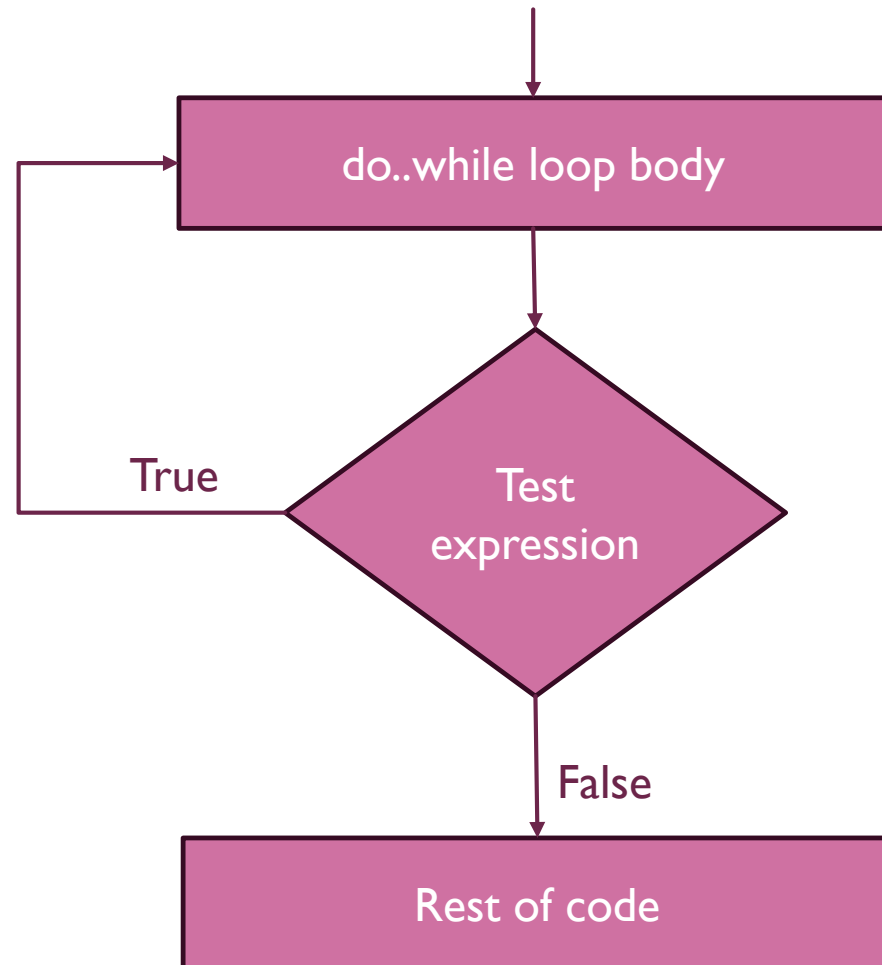 do..while loop body
True
Test
expression
False
Rest of code